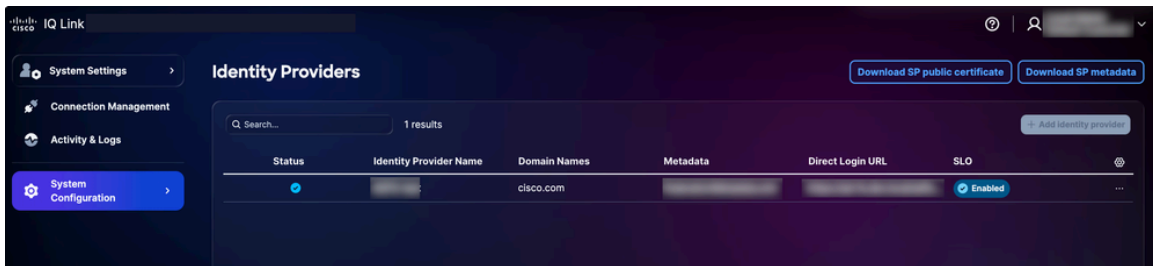 cisco IQ Link
System Settings
Connection Management
Activity & Logs
System
Configuration
Identity Providers
Download SP public certificate
Download SP metadata
Search...
1 results
+ Add identity provider
Status
Identity Provider Name
Domain Names
Metadata
Direct Login URL
SLO
cisco.com
Enabled